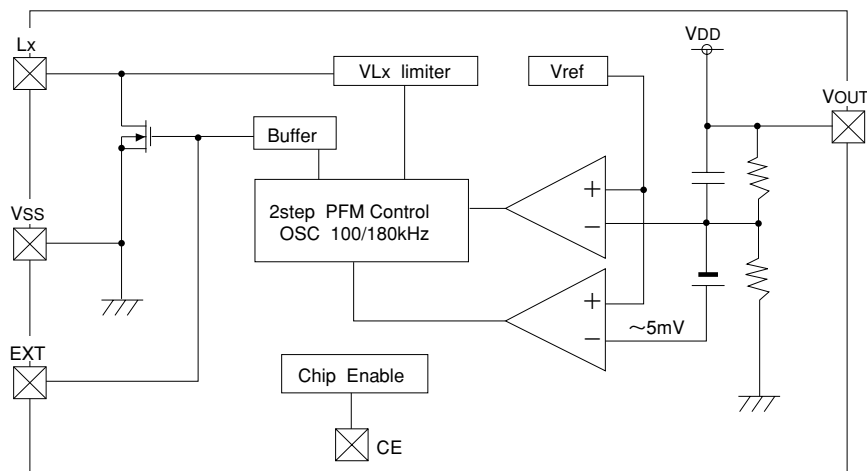 Lx
VDD
VLx limiter
Vref
VOUT
Buffer
+
−
2step PFM Control
OSC 100/180kHz
VSS
+
−
～5mV
EXT
Chip Enable
CE